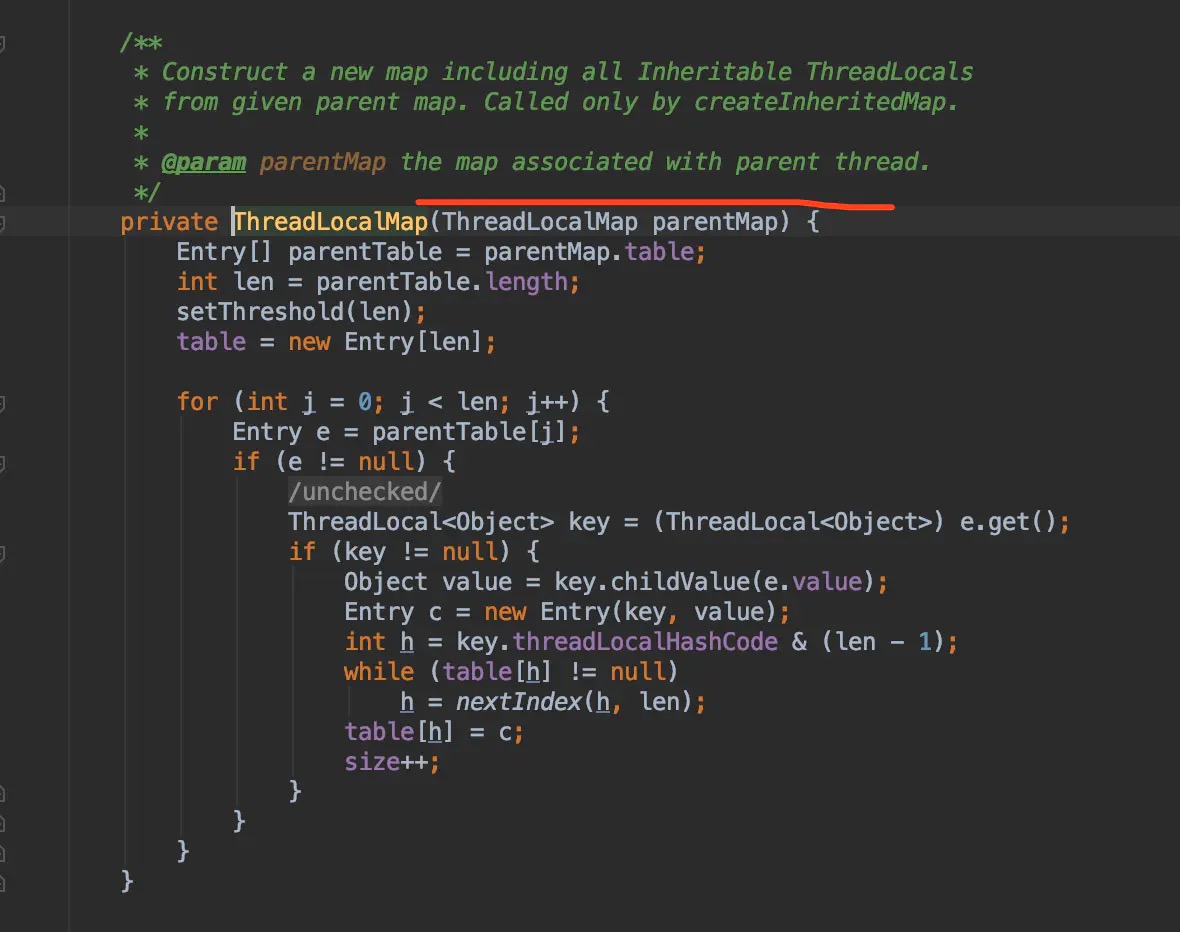 /**
* Construct a new map including all Inheritable ThreadLocals
* from given parent map. Called only by createInheritedMap.
*
* @param parentMap the map associated with parent thread.
*/
private ThreadLocalMap(ThreadLocalMap parentMap) {
Entry[] parentTable = parentMap.table;
int len = parentTable.length;
setThreshold(len);
table = new Entry[len];
for (int j = 0; j < len; j++) {
Entry e = parentTable[j];
if (e != null) {
/unchecked/
ThreadLocal<Object> key = (ThreadLocal<Object>) e.get();
if (key != null) {
Object value = key.childValue(e.value);
Entry c = new Entry(key, value);
int h = key.threadLocalHashCode & (len - 1);
while (table[h] != null)
h = nextIndex(h, len);
table[h] = c;
size++;
}
}
}
}